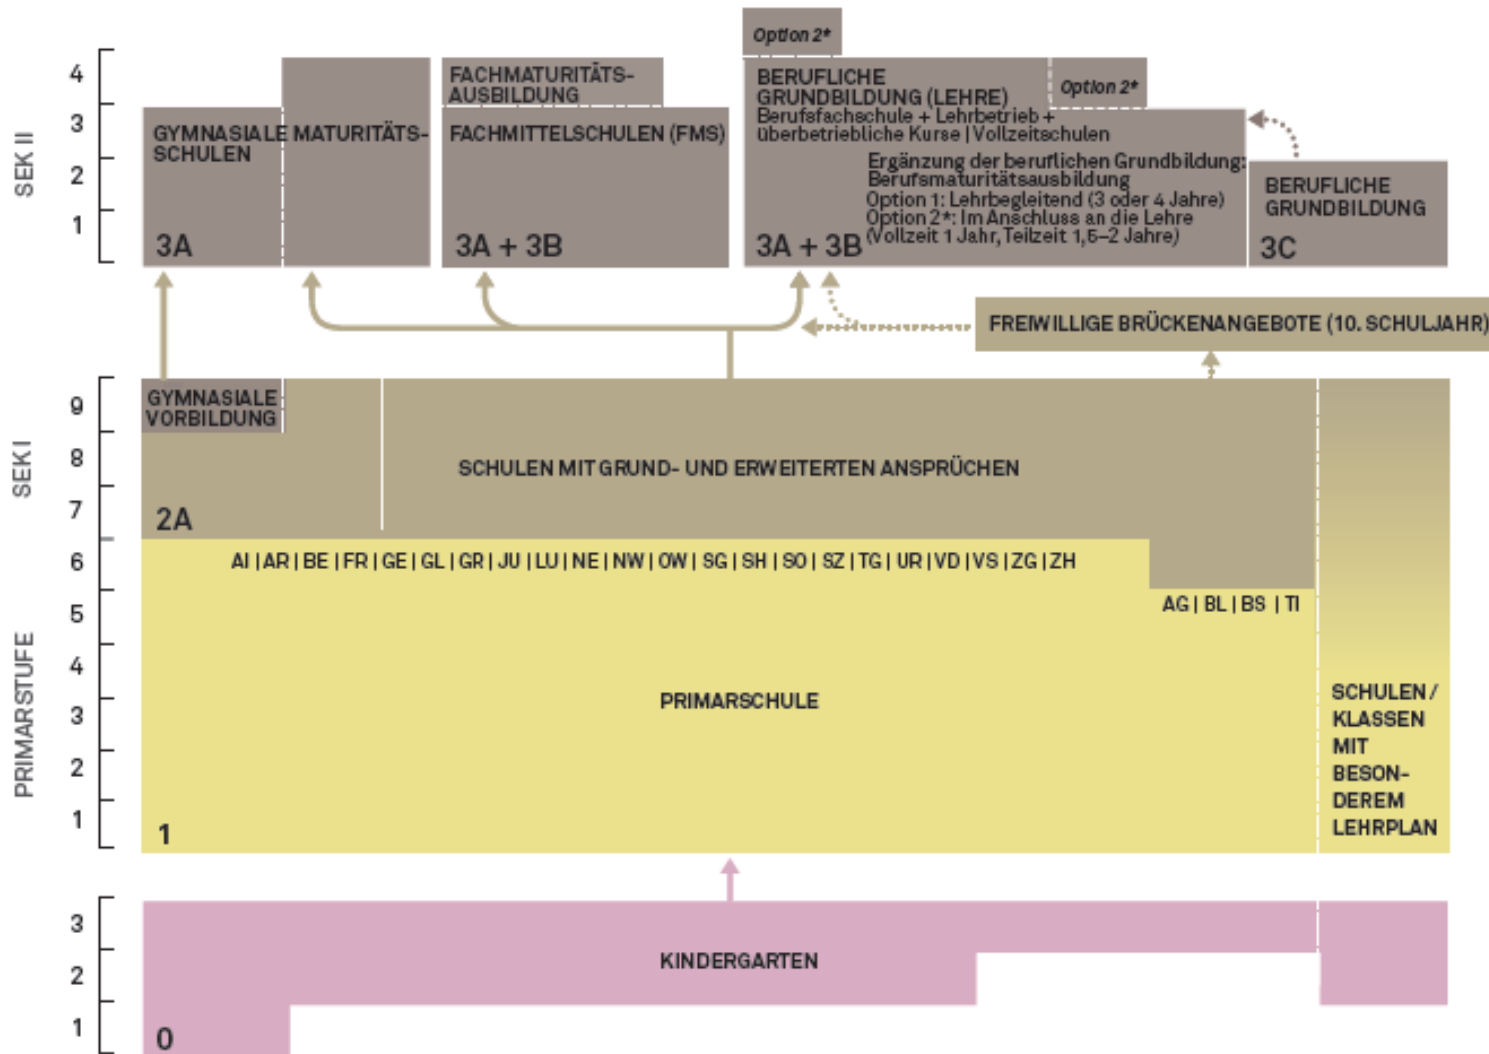 Option 2*
SEK II
4
3
2
1
GYMNASIALE MATURITÄTS-
SCHULEN
3A
FACHMATURITÄTS-
AUSBILDUNG
FACHMITTELSCHULEN (FMS)
3A + 3B
BERUFLICHE
GRUNDBILDUNG (LEHRE)
Berufsfachschule + Lehrbetrieb +
überbetriebliche Kurse | Vollzeitschulen
Option 2*
Ergänzung der beruflichen Grundbildung:
Berufsmaturitätsausbildung
Option 1: Lehrbegleitend (3 oder 4 Jahre)
Option 2*: Im Anschluss an die Lehre
(Vollzeit 1 Jahr, Teilzeit 1,5–2 Jahre)
3A + 3B
BERUFLICHE
GRUNDBILDUNG
3C
FREIWILLIGE BRÜCKENANGEBOTE (10. SCHULJAHR)
SEK I
9
8
7
GYMNASIALE
VORBILDUNG
SCHULEN MIT GRUND- UND ERWEITERTEN ANSPRÜCHEN
2A
PRIMARSTUFE
6
5
4
3
2
1
AI | AR | BE | FR | GE | GL | GR | JU | LU | NE | NW | OW | SG | SH | SO | SZ | TG | UR | VD | VS | ZG | ZH
AG | BL | BS | TI
PRIMARSCHULE
1
SCHULEN /
KLASSEN
MIT
BESON-
DEREM
LEHRPLAN
3
2
1
KINDERGARTEN
0